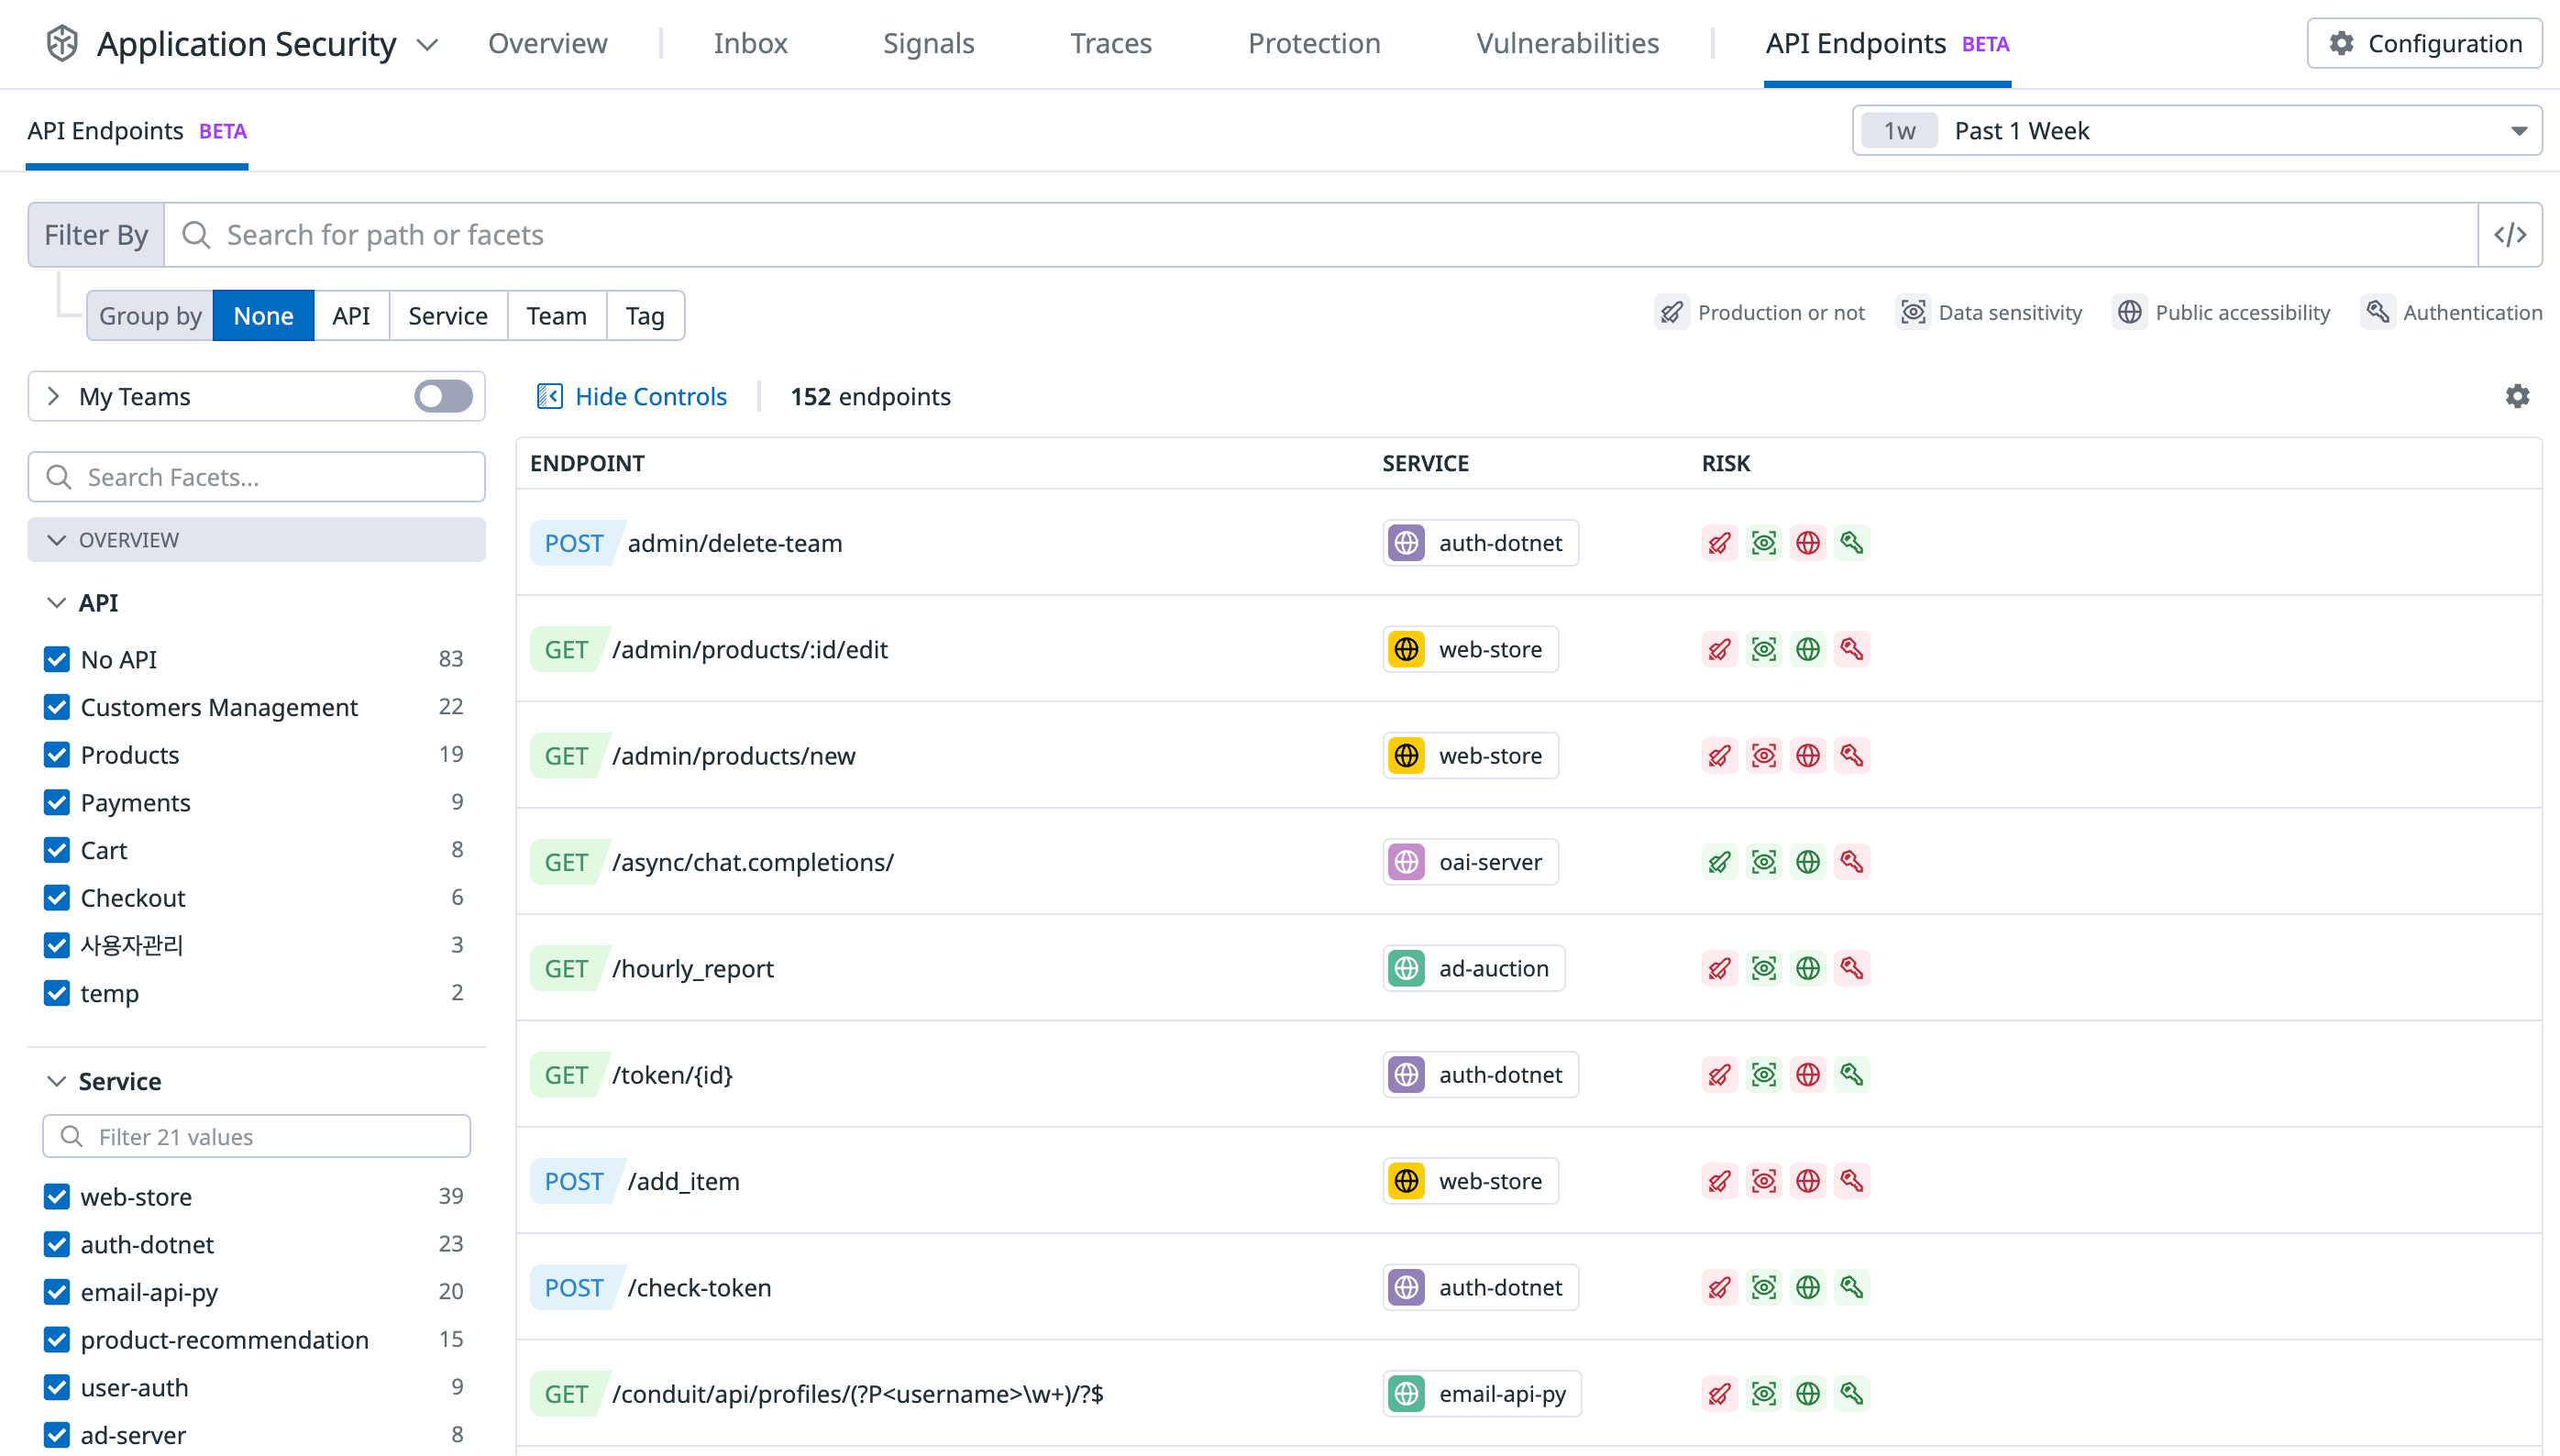 Application Security
Overview
Inbox
Signals
Traces
Protection
Vulnerabilities
API Endpoints BETA
Configuration
API Endpoints BETA
1w Past 1 Week
Filter By Search for path or facets </>
Group by None API Service Team Tag
Production or not
Data sensitivity
Public accessibility
Authentication
My Teams
Hide Controls
152 endpoints
Search Facets...
OVERVIEW
API
No API 83
Customers Management 22
Products 19
Payments 9
Cart 8
Checkout 6
사용자관리 3
temp 2
Service
Filter 21 values
web-store 39
auth-dotnet 23
email-api-py 20
product-recommendation 15
user-auth 9
ad-server 8
ENDPOINT SERVICE RISK
POST admin/delete-team auth-dotnet
GET /admin/products/:id/edit web-store
GET /admin/products/new web-store
GET /async/chat.completions/ oai-server
GET /hourly_report ad-auction
GET /token/{id} auth-dotnet
POST /add_item web-store
POST /check-token auth-dotnet
GET /conduit/api/profiles/(?P<username>\w+)/?$ email-api-py